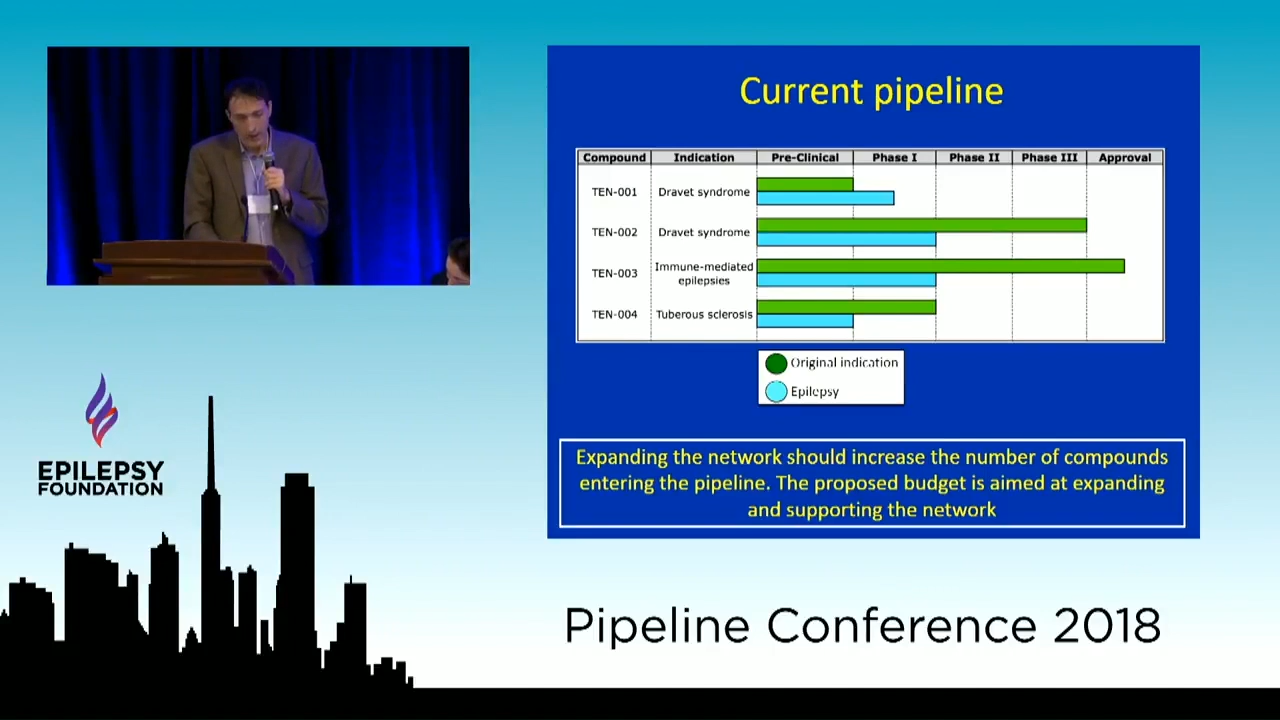 Current pipeline
Compound Indication Pre-Clinical Phase I Phase II Phase III Approval
TEN-001 Dravet syndrome
TEN-002 Dravet syndrome
TEN-003 Immune-mediated
epilepsies
TEN-004 Tuberous sclerosis
Original indication
Epilepsy
Expanding the network should increase the number of compounds
entering the pipeline. The proposed budget is aimed at expanding
and supporting the network
EPILEPSY
FOUNDATION
Pipeline Conference 2018